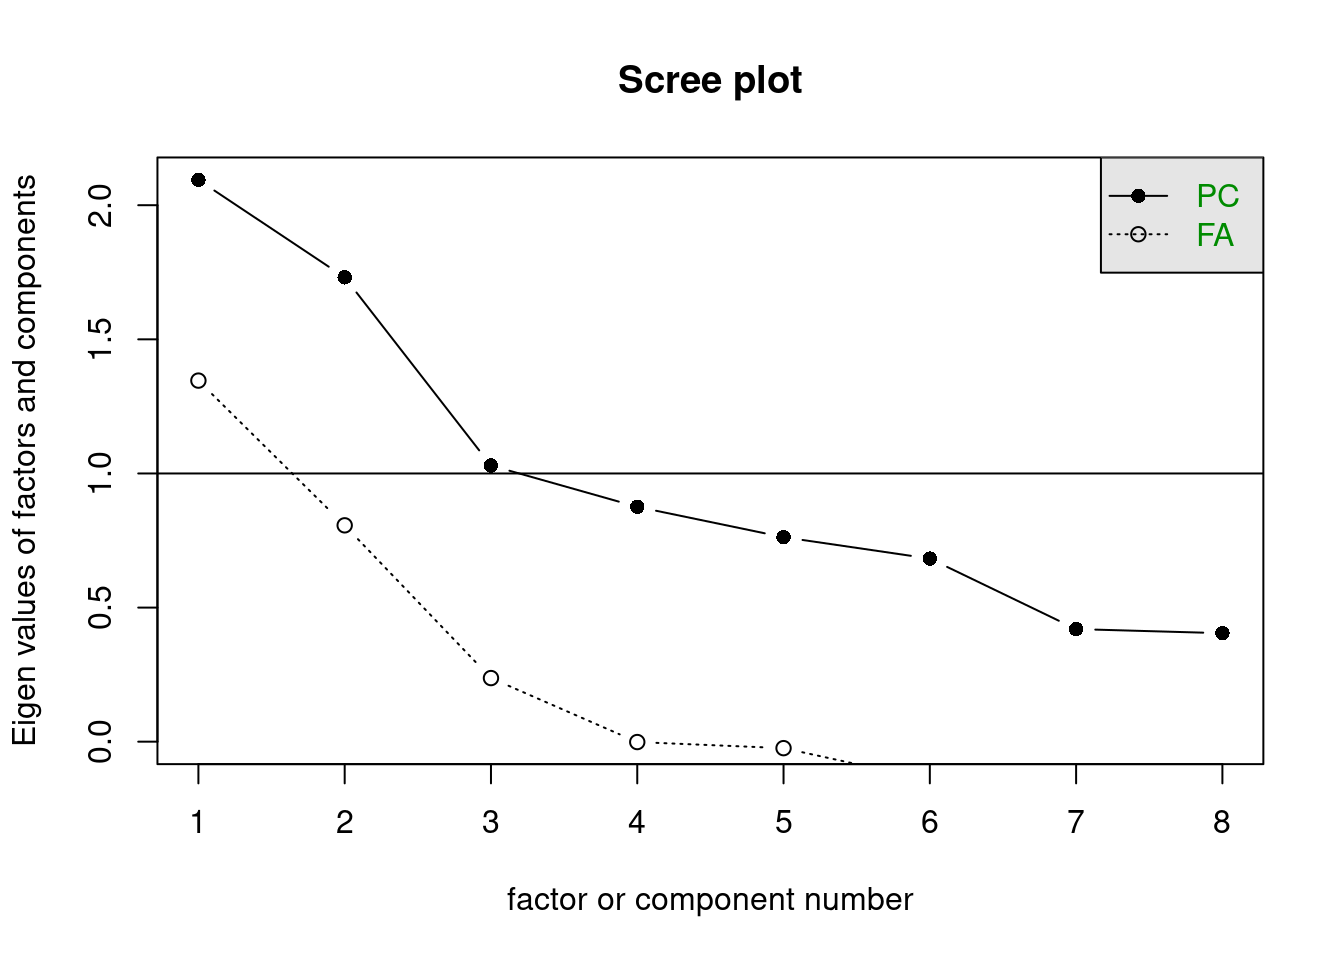 Scree plot
Eigen values of factors and components
2.0
1.5
1.0
0.5
0.0
PC
FA
1 2 3 4 5 6 7 8
factor or component number